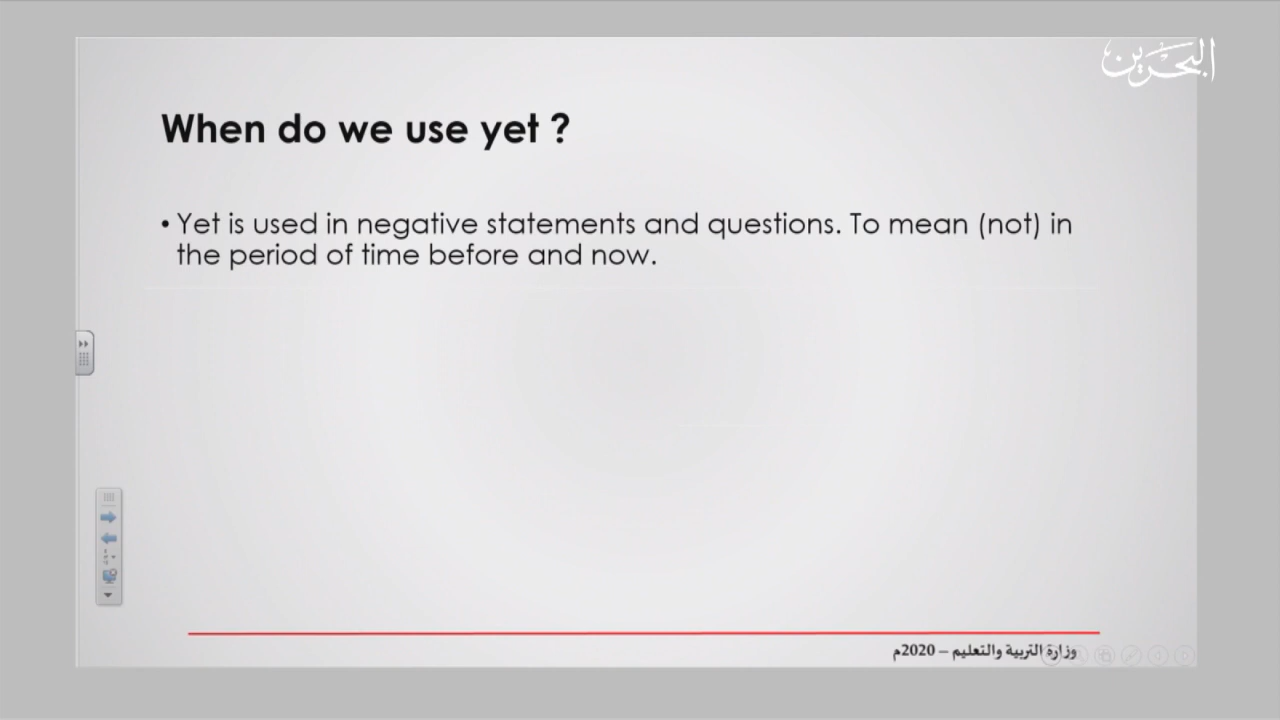 البحرين
When do we use yet ?
• Yet is used in negative statements and questions. To mean (not) in
the period of time before and now.
وزارة التربية والتعليم – 2020م